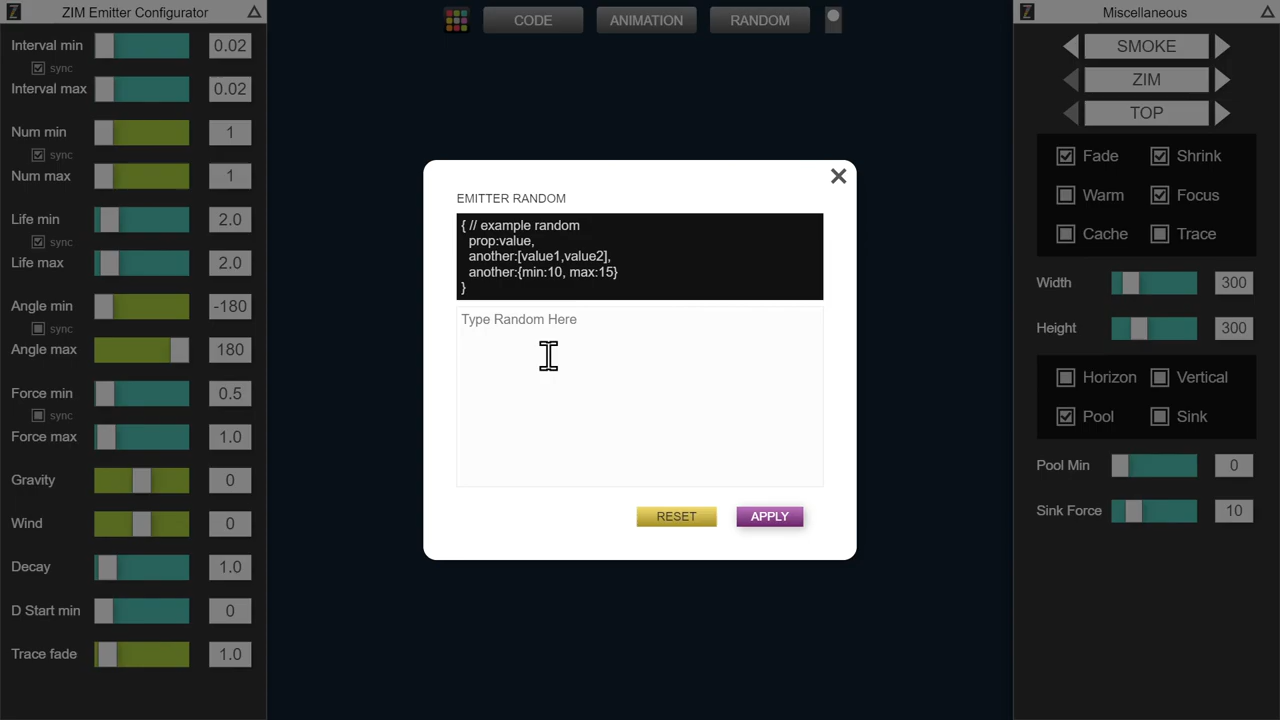 ZIM Emitter Configurator
Interval min 0.02
sync
Interval max 0.02
Num min 1
sync
Num max 1
Life min 2.0
sync
Life max 2.0
Angle min -180
sync
Angle max 180
Force min 0.5
sync
Force max 1.0
Gravity 0
Wind 0
Decay 1.0
D Start min 0
Trace fade 1.0
CODE ANIMATION RANDOM
EMITTER RANDOM
{ // example random
prop:value,
another:[value1,value2],
another:{min:10, max:15}
}
Type Random Here
RESET APPLY
Miscellaneous
SMOKE
ZIM
TOP
Fade Shrink
Warm Focus
Cache Trace
Width 300
Height 300
Horizon Vertical
Pool Sink
Pool Min 0
Sink Force 10